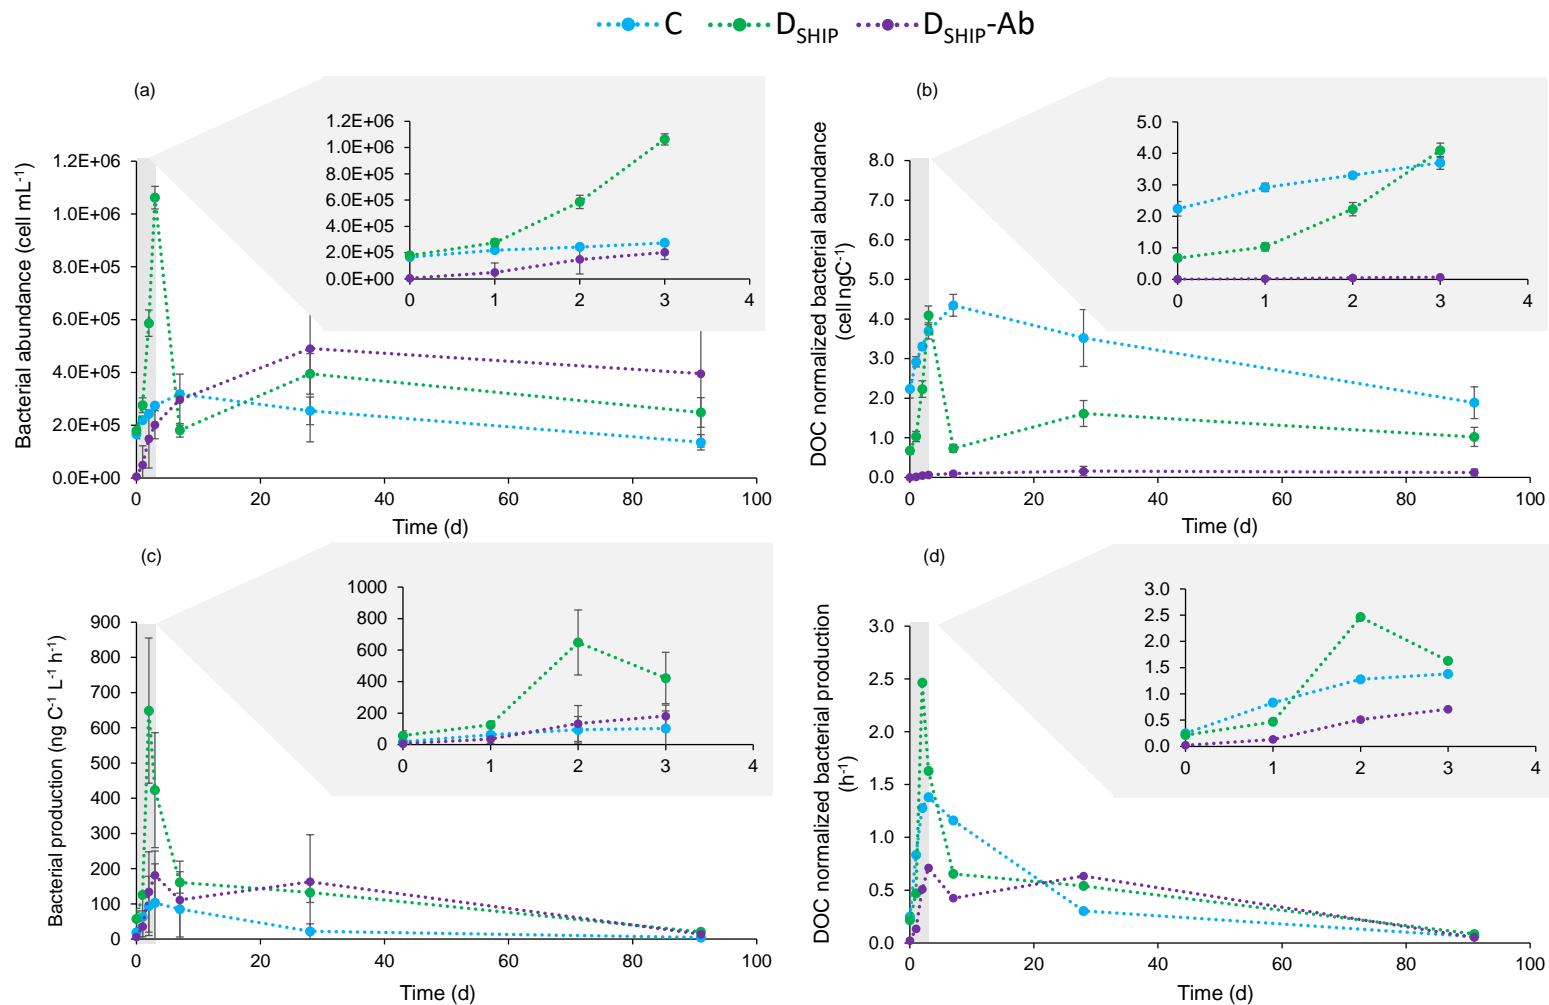 C D_SHIP D_SHIP-Ab
(a)
Bacterial abundance (cell mL⁻¹)
1.2E+06
1.0E+06
8.0E+05
6.0E+05
4.0E+05
2.0E+05
0.0E+00
0 20 40 60 80 100
Time (d)
1.2E+06
1.0E+06
8.0E+05
6.0E+05
4.0E+05
2.0E+05
0.0E+00
0 1 2 3 4
(b)
DOC normalized bacterial abundance
(cell ngC⁻¹)
8.0
7.0
6.0
5.0
4.0
3.0
2.0
1.0
0.0
0 20 40 60 80 100
Time (d)
5.0
4.0
3.0
2.0
1.0
0.0
0 1 2 3 4
(c)
Bacterial production (ng C⁻¹ L⁻¹ h⁻¹)
900
800
700
600
500
400
300
200
100
0
0 20 40 60 80 100
Time (d)
1000
800
600
400
200
0
0 1 2 3 4
(d)
DOC normalized bacterial production
(h⁻¹)
3.0
2.5
2.0
1.5
1.0
0.5
0.0
0 20 40 60 80 100
Time (d)
3.0
2.5
2.0
1.5
1.0
0.5
0.0
0 1 2 3 4